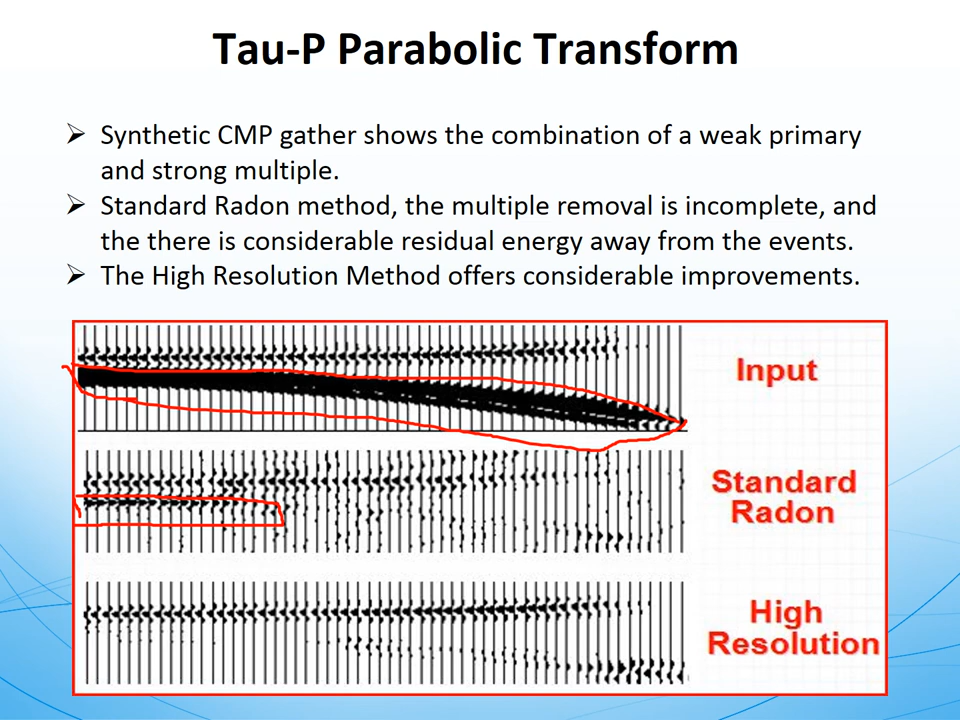 Tau-P Parabolic Transform
➢ Synthetic CMP gather shows the combination of a weak primary
and strong multiple.
➢ Standard Radon method, the multiple removal is incomplete, and
the there is considerable residual energy away from the events.
➢ The High Resolution Method offers considerable improvements.
Input
Standard
Radon
High
Resolution